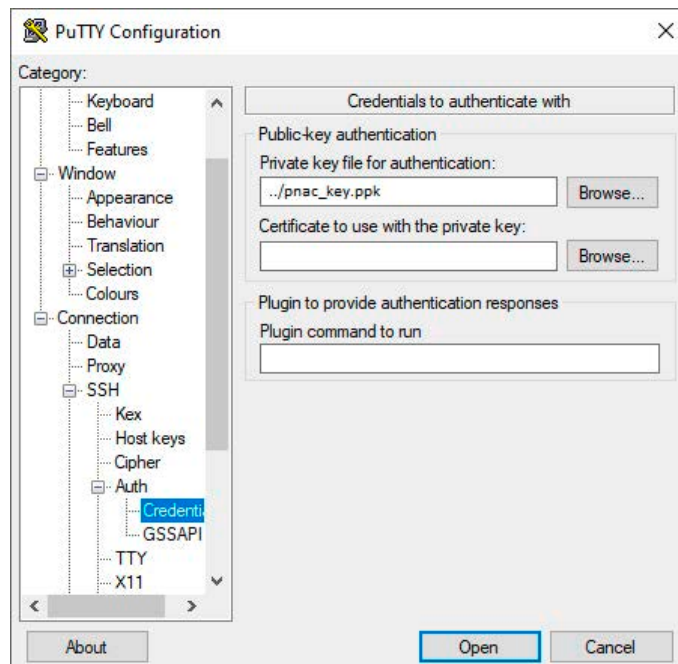 PuTTY Configuration
Category:
Keyboard
Bell
Features
Window
Appearance
Behaviour
Translation
Selection
Colours
Connection
Data
Proxy
SSH
Kex
Host keys
Cipher
Auth
Credenti
GSSAPI
TTY
X11
Credentials to authenticate with
Public-key authentication
Private key file for authentication:
../pnac_key.ppk
Browse...
Certificate to use with the private key:
Browse...
Plugin to provide authentication responses
Plugin command to run
About
Open
Cancel